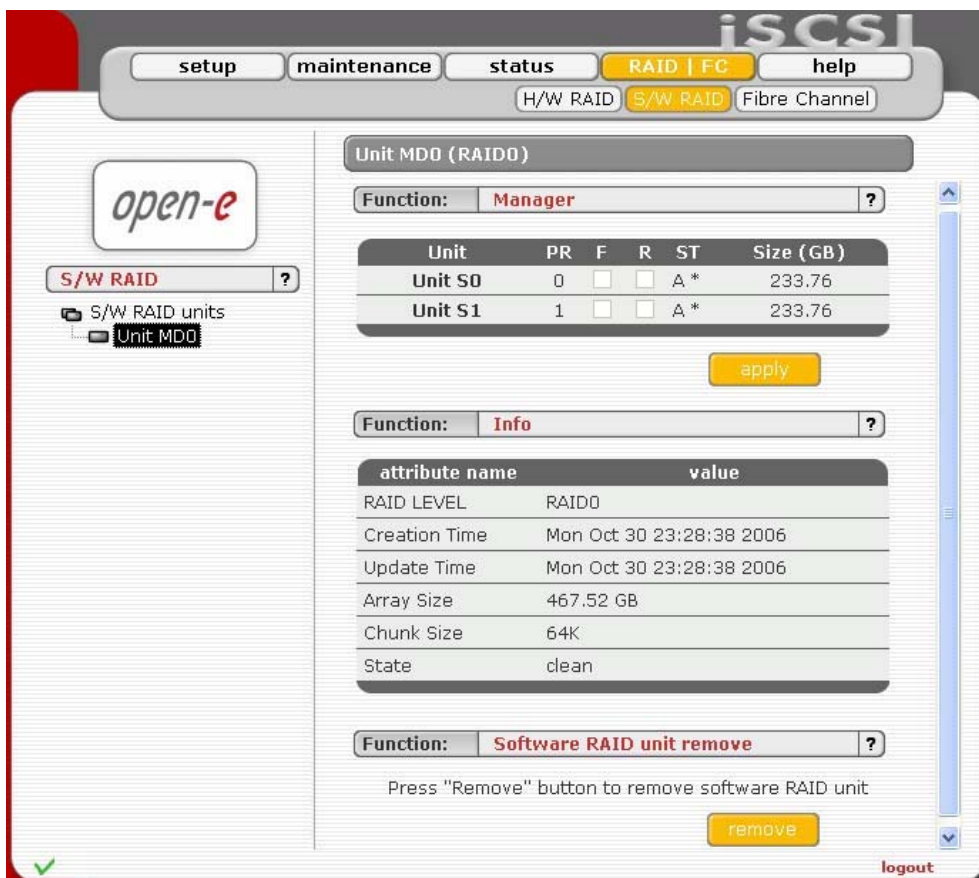 iSCSI
setup maintenance status RAID | FC help
H/W RAID S/W RAID Fibre Channel
open-e
S/W RAID ?
S/W RAID units
Unit MD0
Unit MD0 (RAID0)
Function: Manager ?
Unit PR F R ST Size (GB)
Unit S0 0 A * 233.76
Unit S1 1 A * 233.76
apply
Function: Info ?
attribute name value
RAID LEVEL RAID0
Creation Time Mon Oct 30 23:28:38 2006
Update Time Mon Oct 30 23:28:38 2006
Array Size 467.52 GB
Chunk Size 64K
State clean
Function: Software RAID unit remove ?
Press "Remove" button to remove software RAID unit
remove
logout